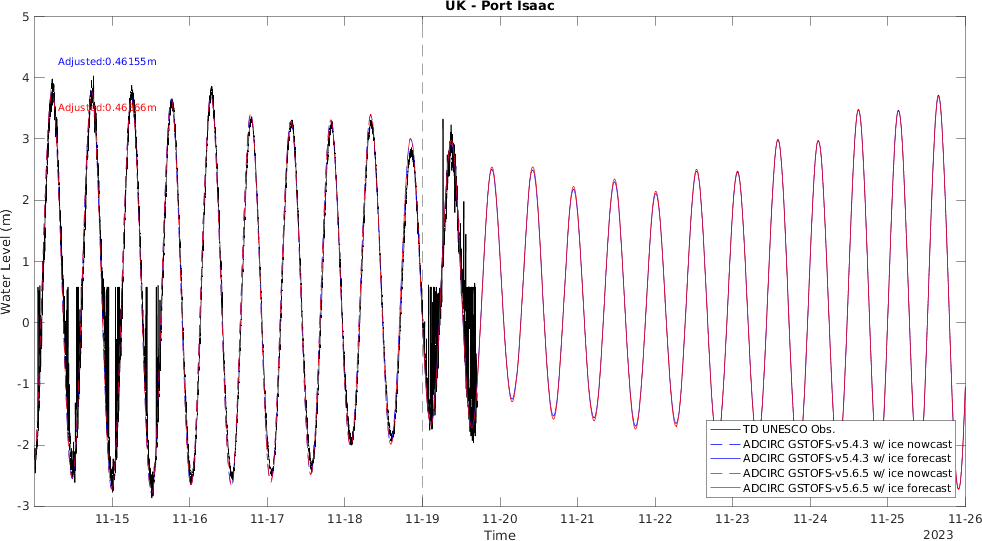 UK - Port Isaac
Water Level (m)
5
4
3
2
1
0
-1
-2
-3
Adjusted:0.46155m
Adjusted:0.46366m
TD UNESCO Obs.
ADCIRC GSTOFS-v5.4.3 w/ ice nowcast
ADCIRC GSTOFS-v5.4.3 w/ ice forecast
ADCIRC GSTOFS-v5.6.5 w/ ice nowcast
ADCIRC GSTOFS-v5.6.5 w/ ice forecast
11-15 11-16 11-17 11-18 11-19 11-20 11-21 11-22 11-23 11-24 11-25 11-26
Time
2023